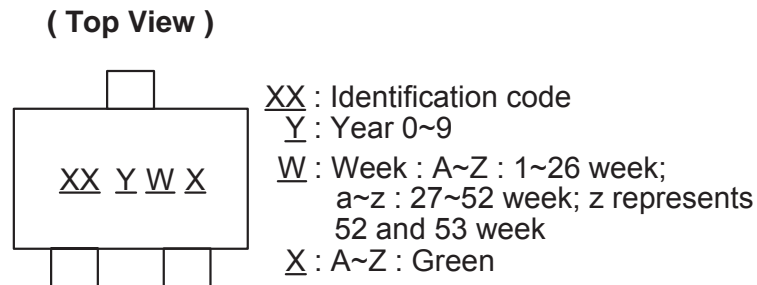 ( Top View )
XX Y W X
XX : Identification code
Y : Year 0~9
W : Week : A~Z : 1~26 week;
a~z : 27~52 week; z represents
52 and 53 week
X : A~Z : Green